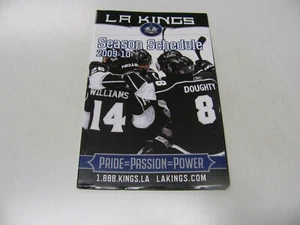 LA KINGS
Season Schedule
2009-10
WILLIAMS
14
8
DOUGHTY
8
PRIDE=PASSION=POWER
1.888.KINGS.LA LAKINGS.COM